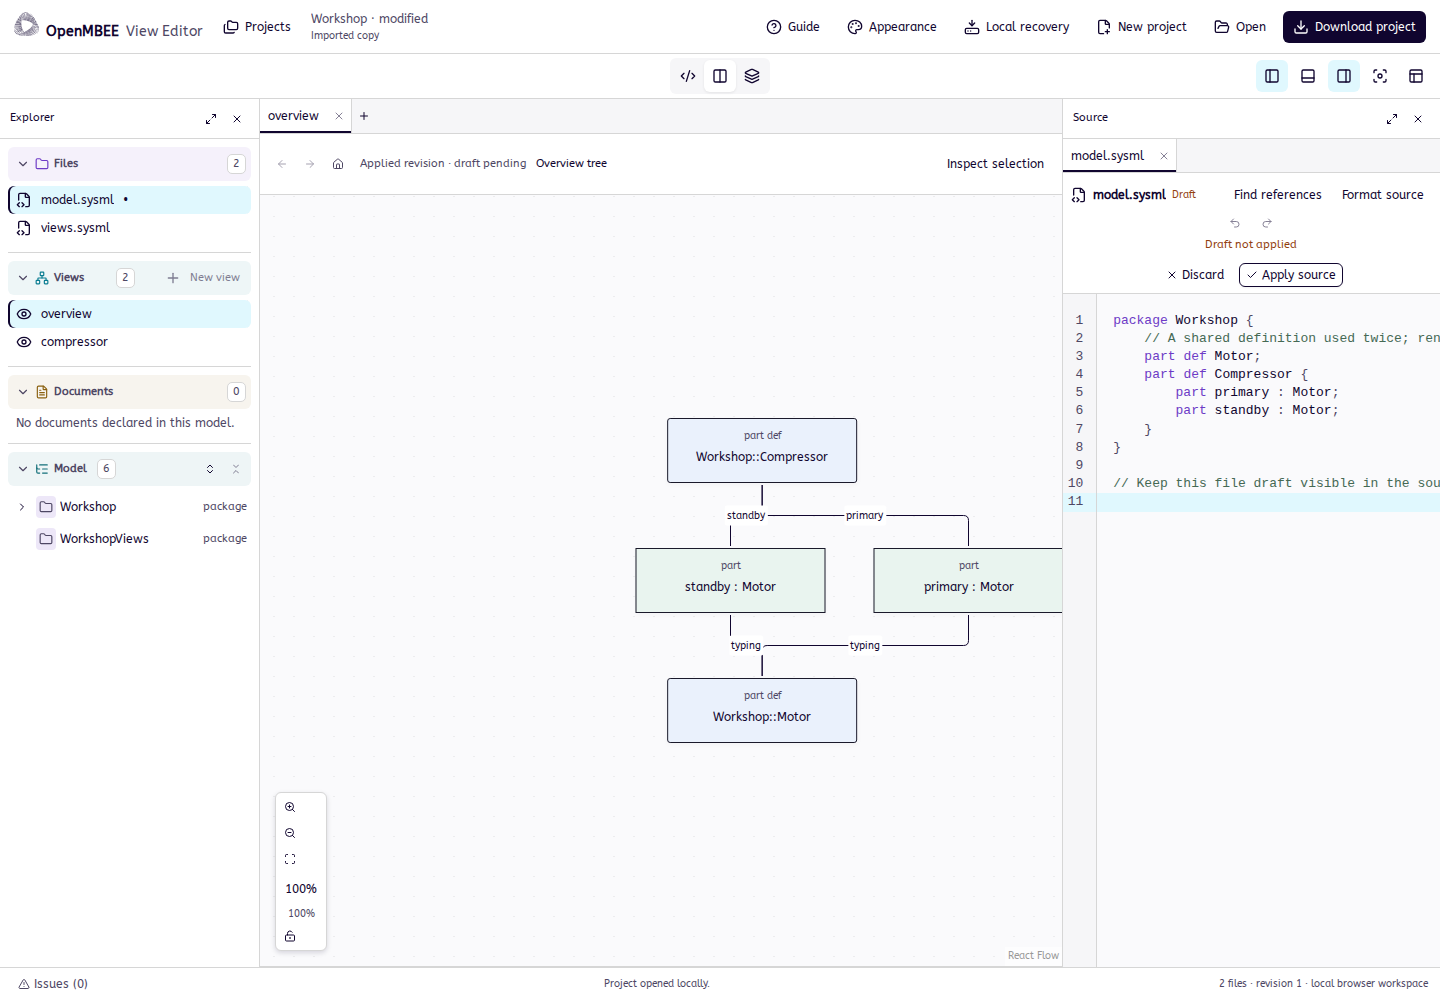 OpenMBEE View Editor
Projects
Workshop · modified
Imported copy
Guide
Appearance
Local recovery
New project
Open
Download project
Explorer
Files
2
model.sysml •
views.sysml
Views
2
New view
overview
compressor
Documents
0
No documents declared in this model.
Model
6
Workshop
package
WorkshopViews
package
overview
Applied revision · draft pending
Overview tree
Inspect selection
part def
Workshop::Compressor
standby
primary
part
standby : Motor
part
primary : Motor
typing
typing
part def
Workshop::Motor
100%
100%
React Flow
Source
model.sysml
model.sysml
Draft
Find references
Format source
Draft not applied
Discard
Apply source
1 package Workshop {
2 // A shared definition used twice; ren
3 part def Motor;
4 part def Compressor {
5 part primary : Motor;
6 part standby : Motor;
7 }
8 }
9
10 // Keep this file draft visible in the sou
11
Issues (0)
Project opened locally.
2 files · revision 1 · local browser workspace